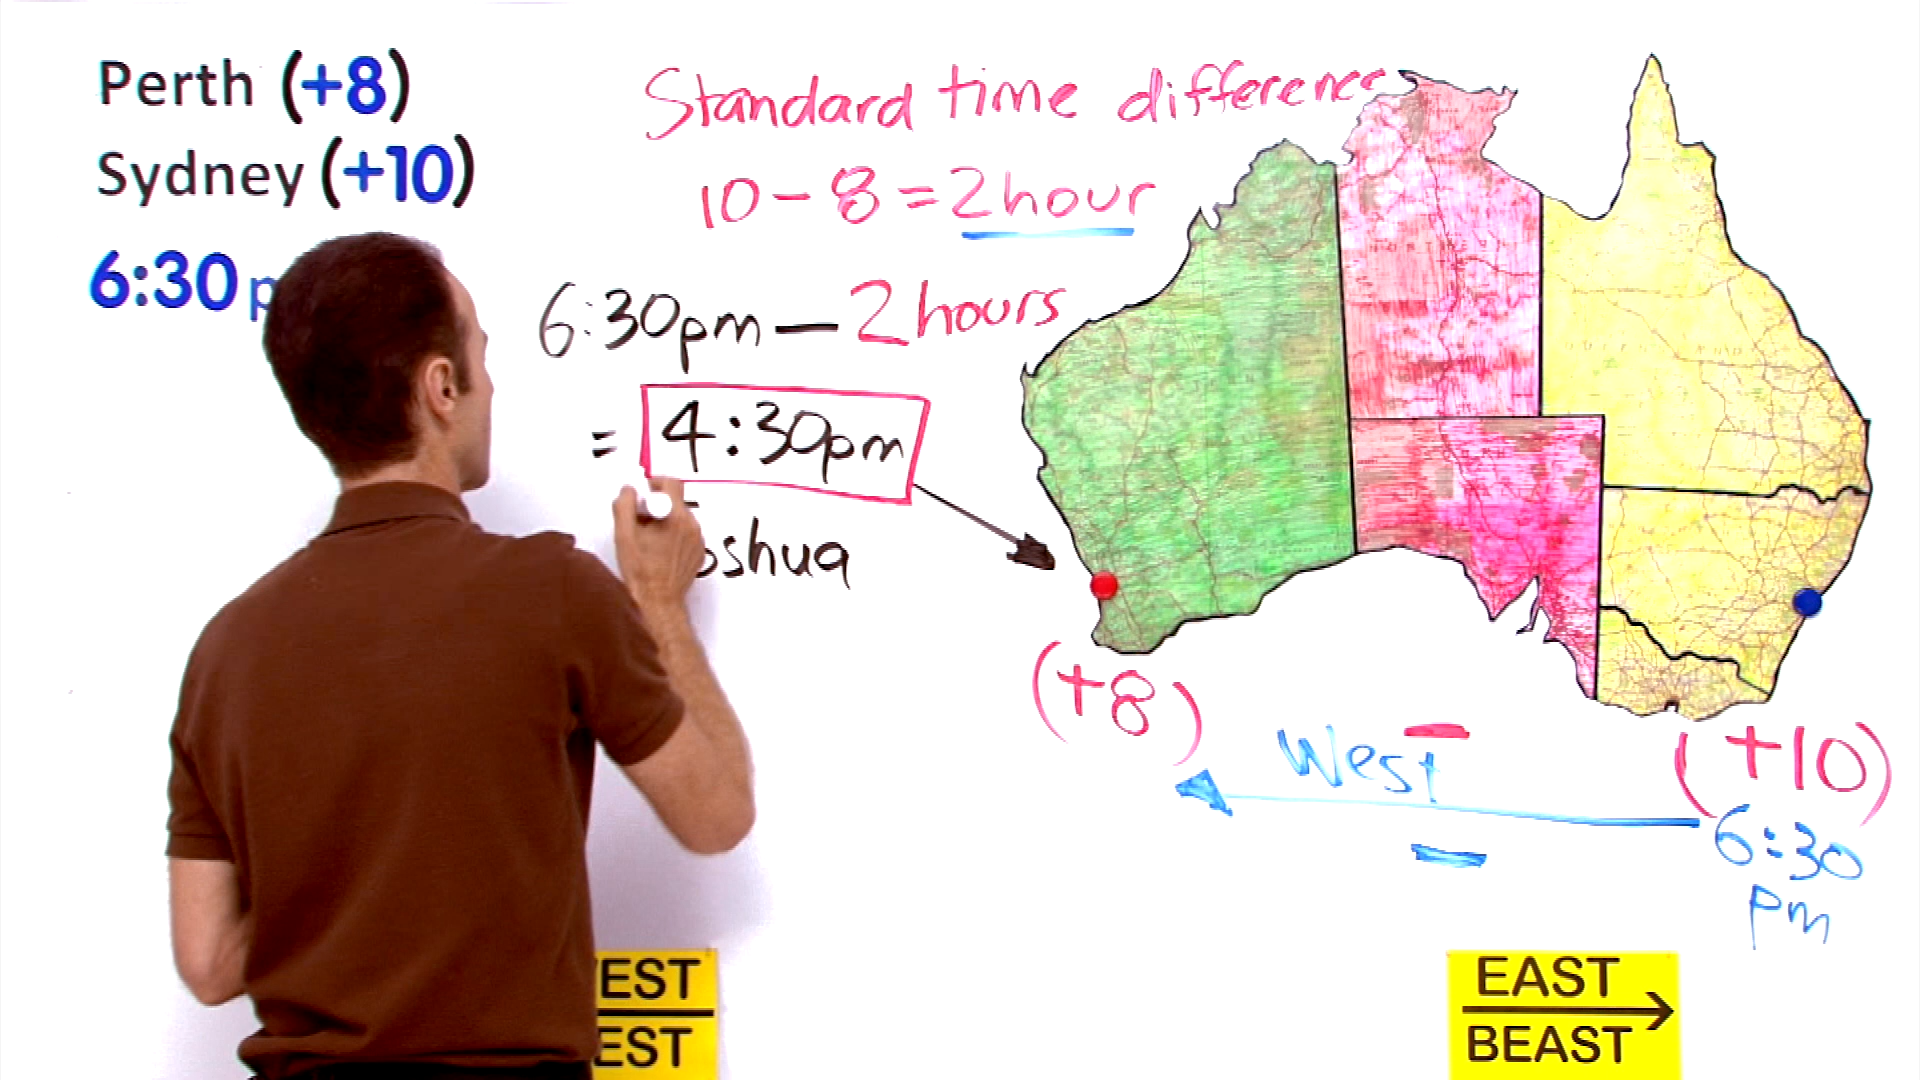 Perth (+8)
Sydney (+10)
6:30 p
Standard time difference
10 - 8 = 2 hour
6:30pm — 2 hours
= 4:30pm
oshua
(+8)
West
(+10)
6:30
pm
EST
EST
EAST
BEAST